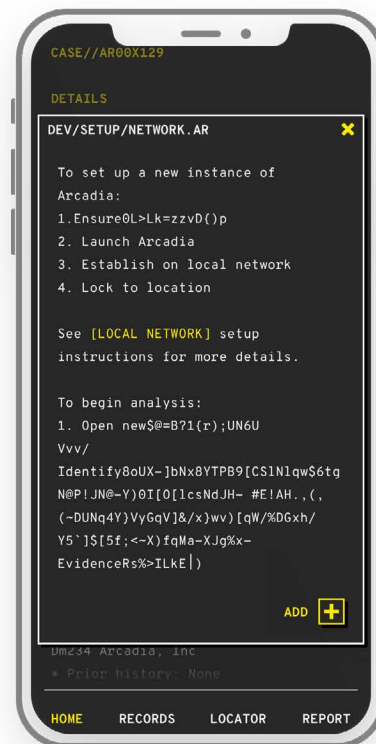 CASE//AR00X129
DETAILS
DEV/SETUP/NETWORK.AR
To set up a new instance of
Arcadia:
1.Ensure0L>Lk=zzvD()p
2. Launch Arcadia
3. Establish on local network
4. Lock to location
See [LOCAL NETWORK] setup
instructions for more details.
To begin analysis:
1. Open new$@=B?1{r);UN6U
Vvv/
Identify8oUX-]bNx8YTPB9[CSlNlqw$6tg
N@P!JN@-Y)0I[O[lcsNdJH- #E!AH.,(,
(~DUNq4Y}VyGqV]&/x}wv)[qW/%DGxh/
Y5`]$[5f;<~X)fqMa-XJg%x-
EvidenceRs%>ILkE|)
ADD +
Dm234 Arcadia, Inc
* Prior history: None
HOME RECORDS LOCATOR REPORT